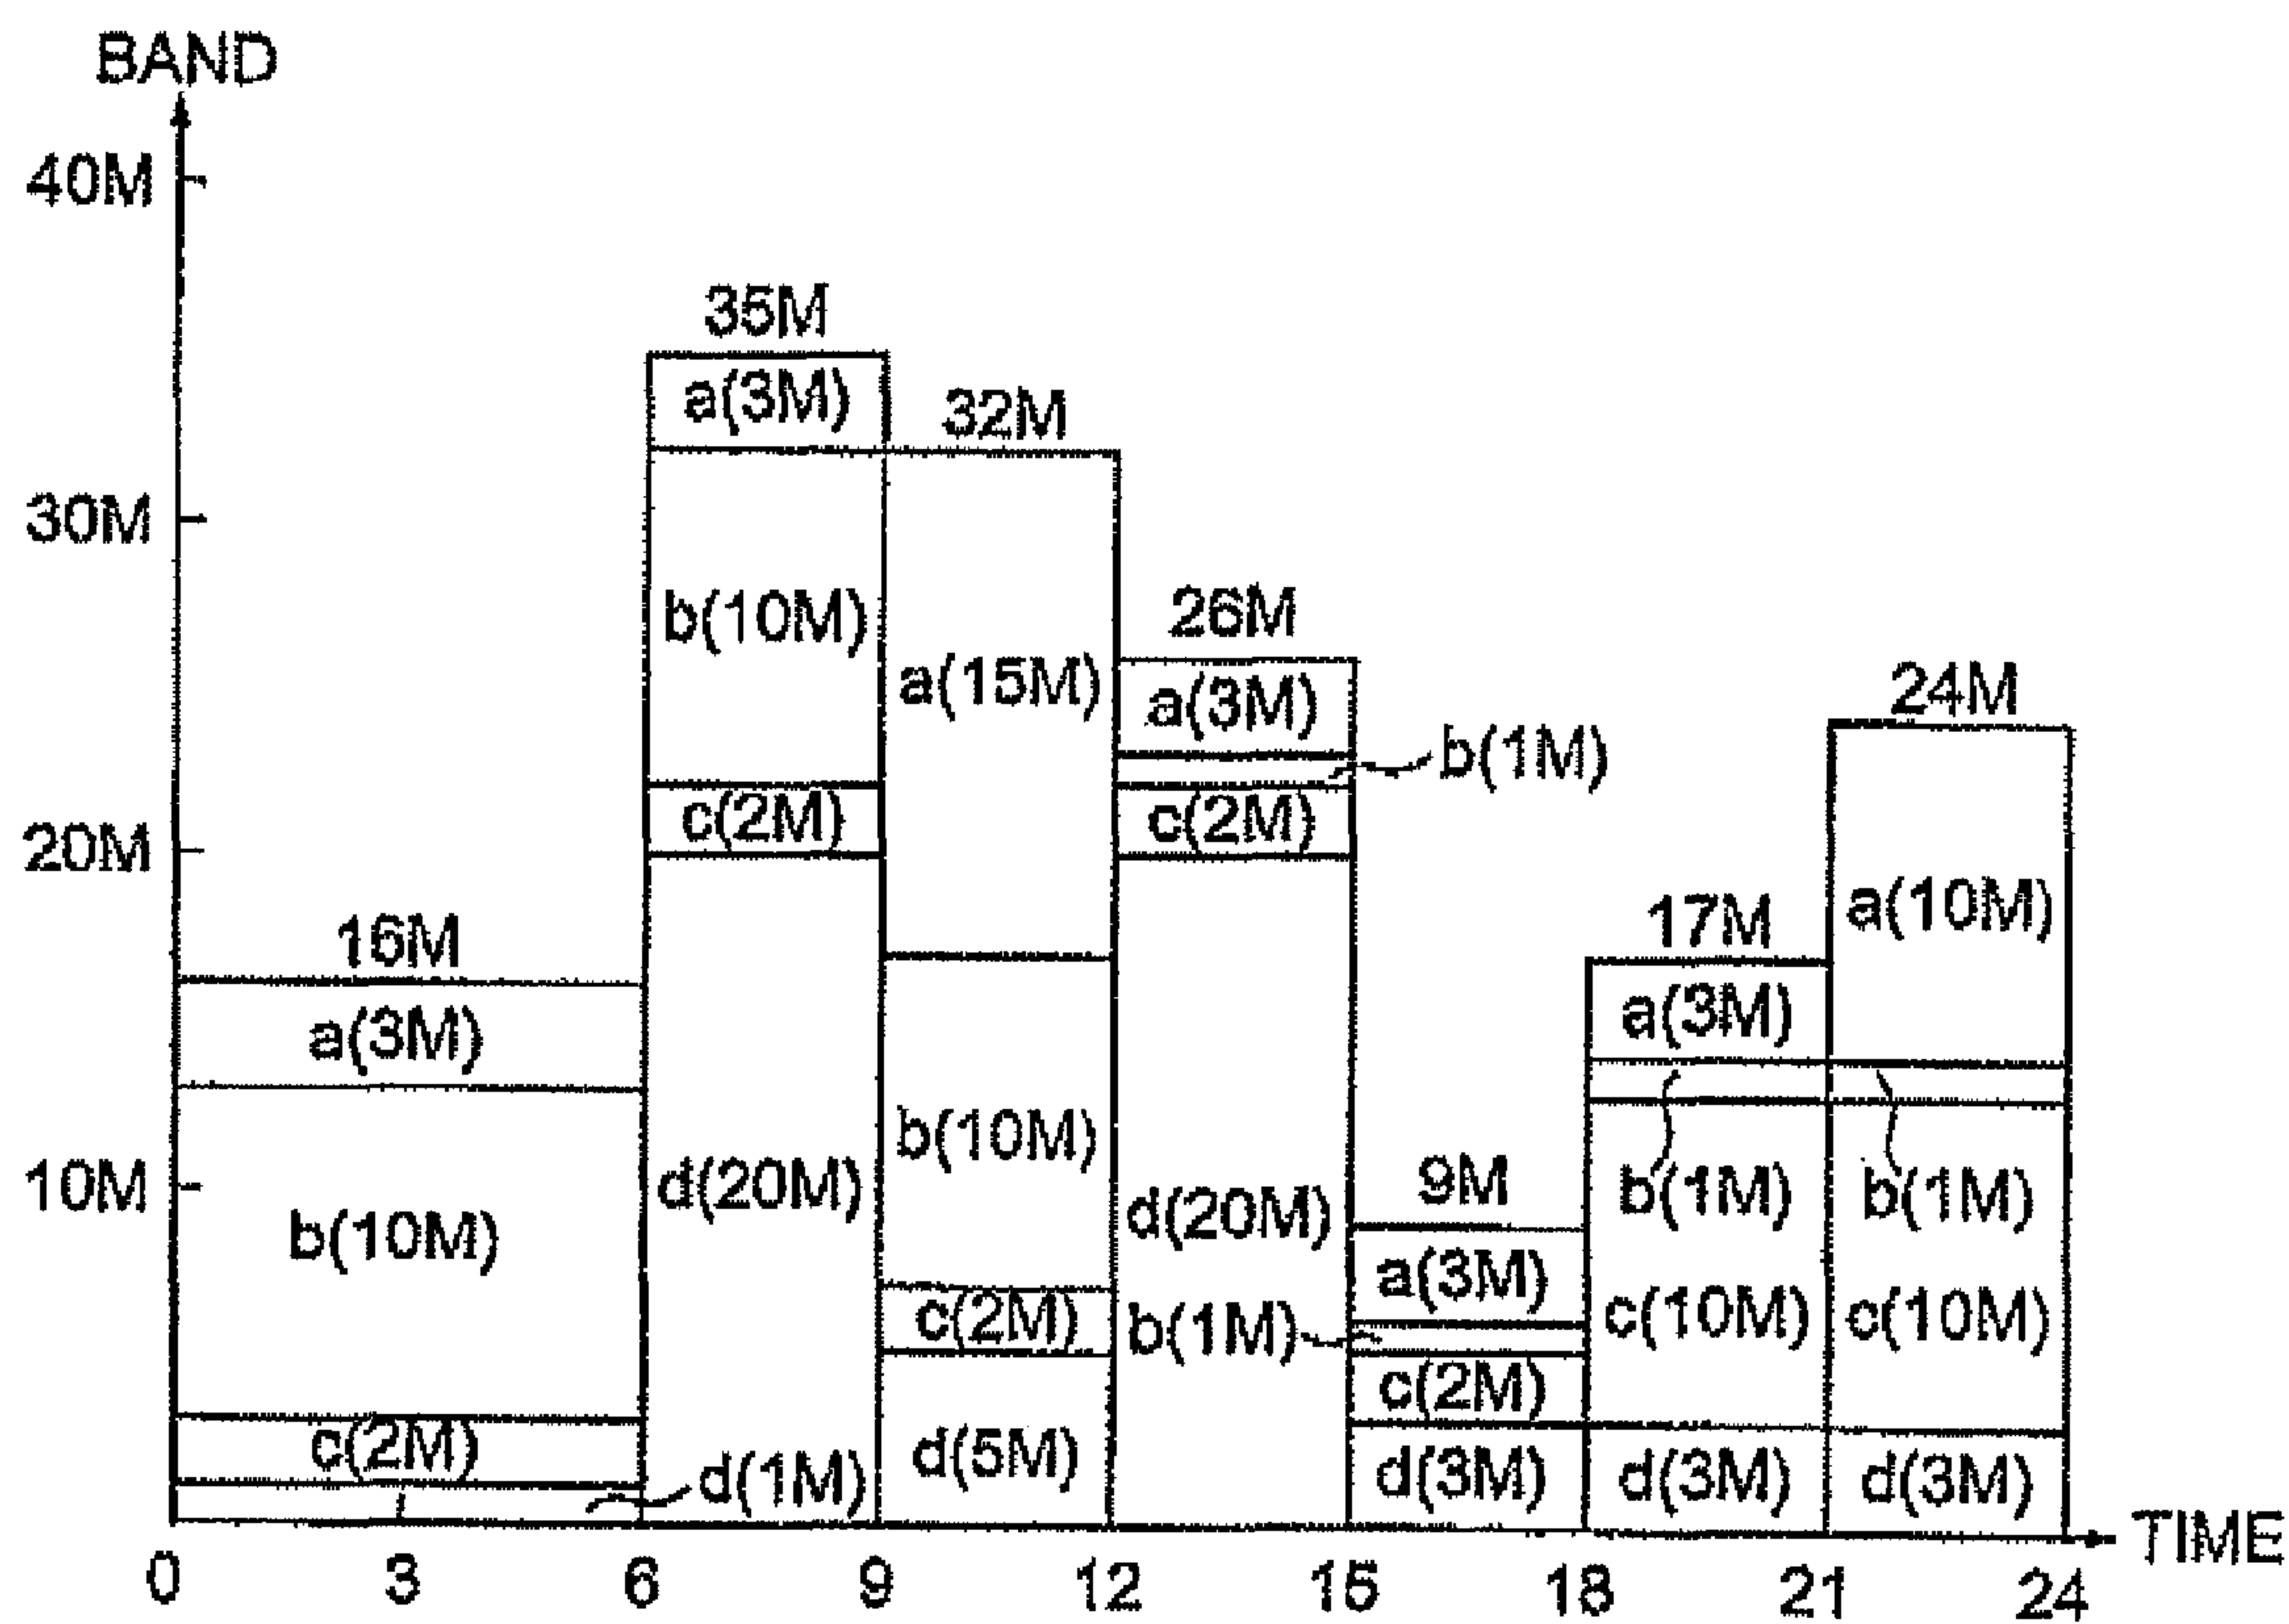 BAND
40M
35M
a(3M)
32M
30M
b(10M)
26M
a(15M)
a(3M)
24M
b(1M)
c(2M)
c(2M)
20M
a(10M)
16M
17M
a(3M)
a(3M)
b(10M)
10M
d(20M)
9M
b(1M)
b(1M)
b(10M)
d(20M)
a(3M)
c(2M)
b(1M)
c(10M)
c(10M)
c(2M)
c(2M)
d(1M)
d(5M)
d(3M)
d(3M)
d(3M)
TIME
0 3 6 9 12 15 18 21 24